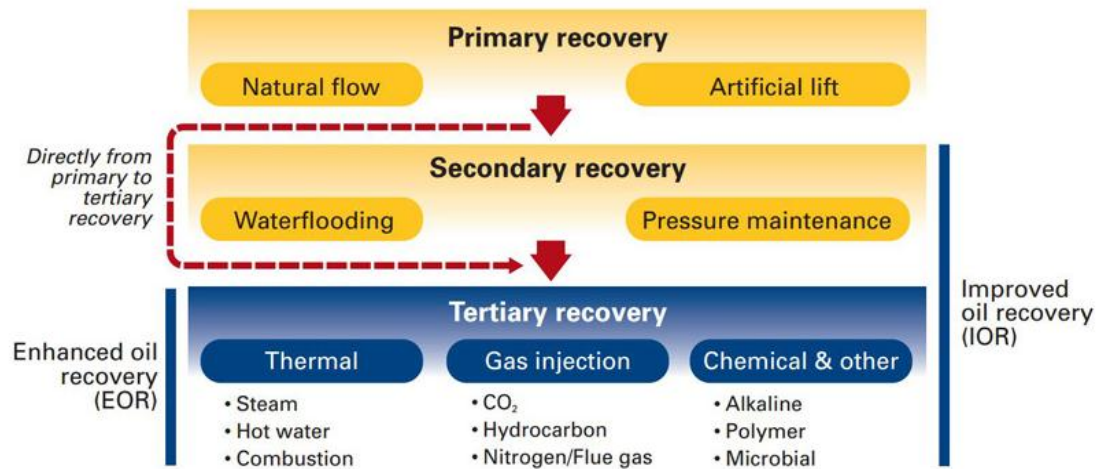 Primary recovery
Natural flow
Artificial lift
Directly from
primary to
tertiary
recovery
Secondary recovery
Waterflooding
Pressure maintenance
Improved
oil recovery
(IOR)
Enhanced oil
recovery
(EOR)
Tertiary recovery
Thermal
• Steam
• Hot water
• Combustion
Gas injection
• CO₂
• Hydrocarbon
• Nitrogen/Flue gas
Chemical & other
• Alkaline
• Polymer
• Microbial